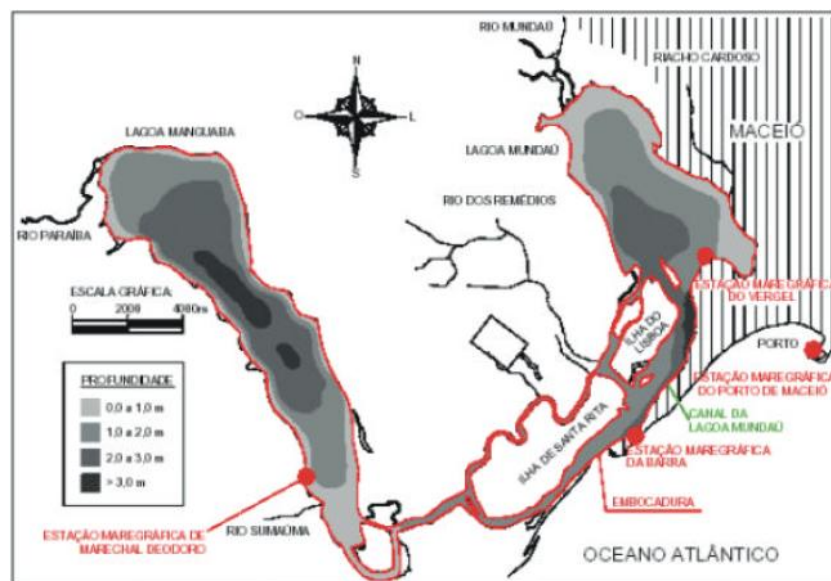 RIO MUNDAÚ
RIACHO CARDOSO
N
O
L
S
LAGOA MANGUABA
MACEIÓ
LAGOA MUNDAÚ
RIO DOS REMÉDIOS
RIO PARAÍBA
ESCALA GRÁFICA:
0 2000 4000m
ESTAÇÃO MAREGRÁFICA
DO VERGEL
ILHA DO
LISBOA
PORTO
ESTAÇÃO MAREGRÁFICA
DO PORTO DE MACEIÓ
PROFUNDIDADE
0,0 a 1,0 m
1,0 a 2,0 m
2,0 a 3,0 m
> 3,0 m
CANAL DA
LAGOA MUNDAÚ
ILHA DE SANTA RITA
ESTAÇÃO MAREGRÁFICA
DA BARRA
EMBOCADURA
ESTAÇÃO MAREGRÁFICA DE
MARECHAL DEODORO
RIO SUMAÚMA
OCEANO ATLÂNTICO